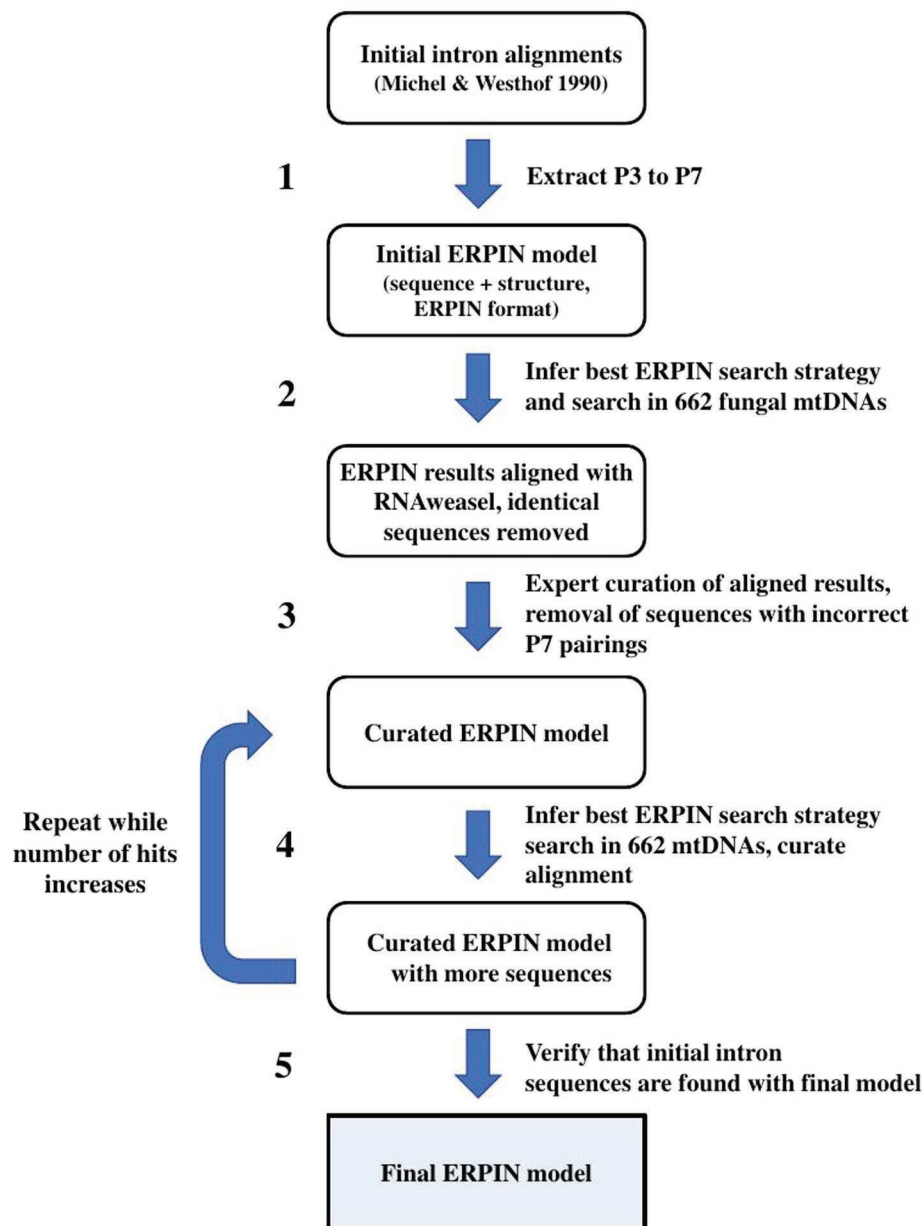 Initial intron alignments
(Michel & Westhof 1990)
1
Extract P3 to P7
Initial ERPIN model
(sequence + structure,
ERPIN format)
2
Infer best ERPIN search strategy
and search in 662 fungal mtDNAs
ERPIN results aligned with
RNAweasel, identical
sequences removed
3
Expert curation of aligned results,
removal of sequences with incorrect
P7 pairings
Curated ERPIN model
Repeat while
number of hits
increases
4
Infer best ERPIN search strategy
search in 662 mtDNAs, curate
alignment
Curated ERPIN model
with more sequences
5
Verify that initial intron
sequences are found with final model
Final ERPIN model